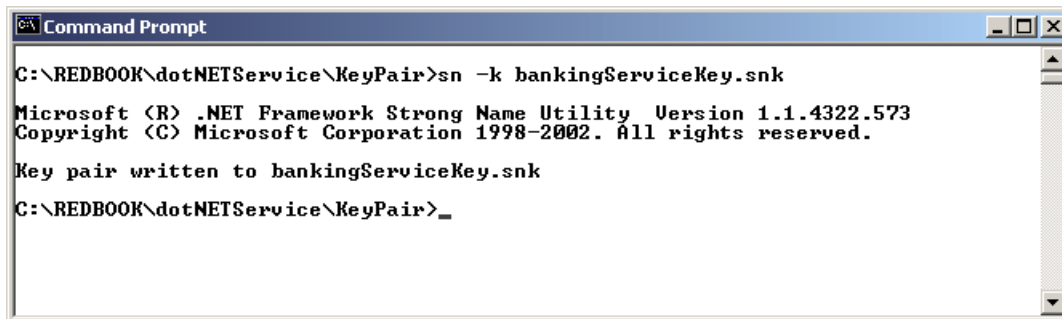 Command Prompt
C:\REDBOOK\dotNETService\KeyPair>sn -k bankingServiceKey.snk
Microsoft (R) .NET Framework Strong Name Utility  Version 1.1.4322.573
Copyright (C) Microsoft Corporation 1998-2002. All rights reserved.
Key pair written to bankingServiceKey.snk
C:\REDBOOK\dotNETService\KeyPair>_